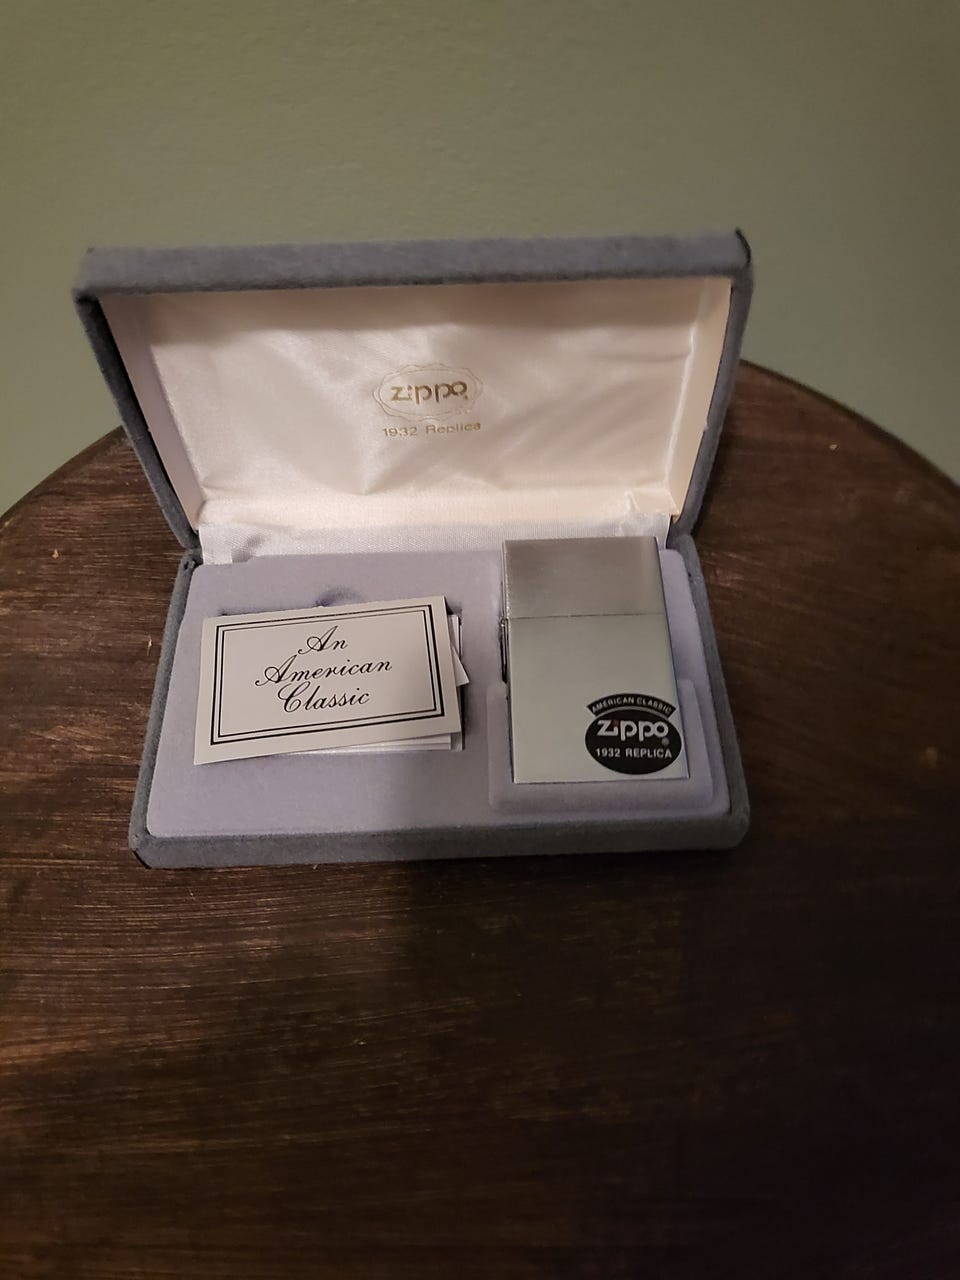 zippo
1932 Replica
An
American
Classic
AMERICAN CLASSIC
zippo®
1932 REPLICA